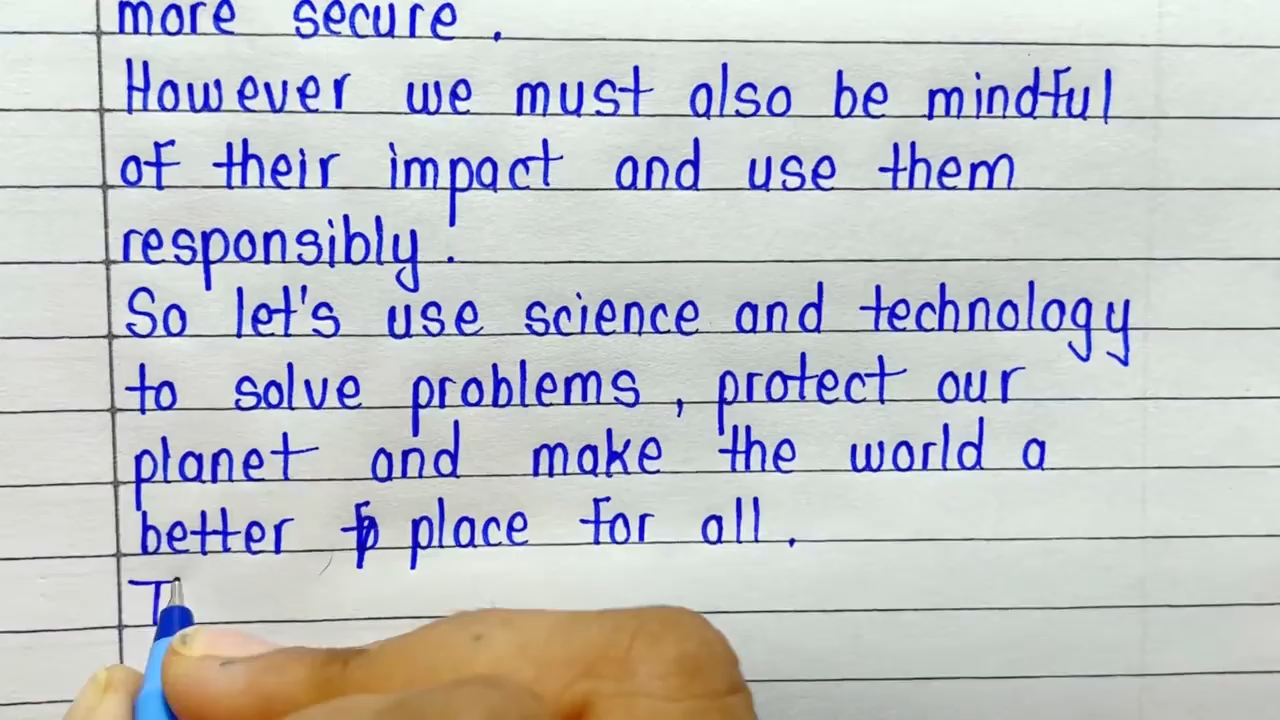 more secure.
However we must also be mindful
of their impact and use them
responsibly.
So let's use science and technology
to solve problems, protect our
planet and make the world a
better place for all.
T